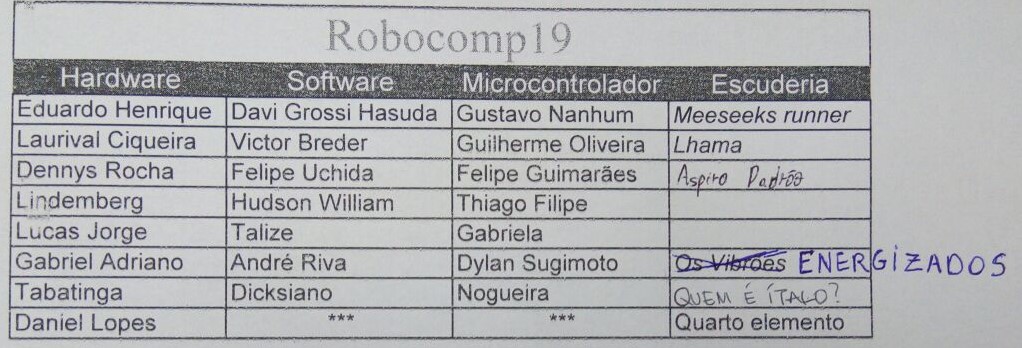 Robocomp19
Hardware Software Microcontrolador Escuderia
Eduardo Henrique Davi Grossi Hasuda Gustavo Nanhum Meeseeks runner
Laurival Ciqueira Victor Breder Guilherme Oliveira Lhama
Dennys Rocha Felipe Uchida Felipe Guimarães Aspiro Padrão
Lindemberg Hudson William Thiago Filipe
Lucas Jorge Talize Gabriela
Gabriel Adriano André Riva Dylan Sugimoto Os Vibrões ENERGIZADOS
Tabatinga Dicksiano Nogueira QUEM É ÍTALO?
Daniel Lopes *** *** Quarto elemento